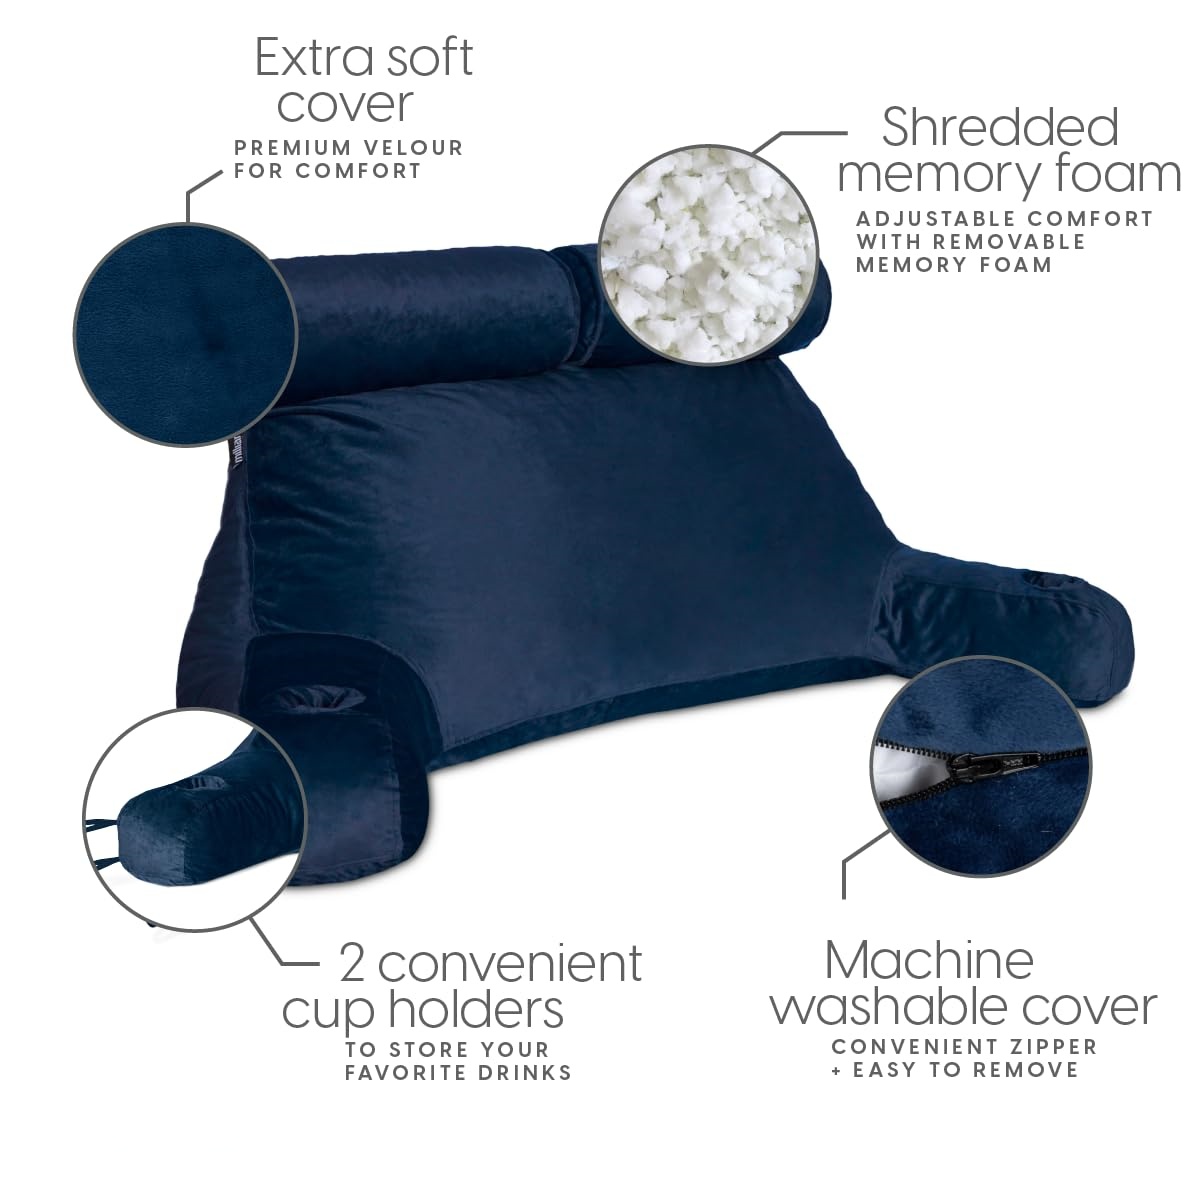 Extra soft
cover
PREMIUM VELOUR
FOR COMFORT
Shredded
memory foam
ADJUSTABLE COMFORT
WITH REMOVABLE
MEMORY FOAM
2 convenient
cup holders
TO STORE YOUR
FAVORITE DRINKS
Machine
washable cover
CONVENIENT ZIPPER
+ EASY TO REMOVE